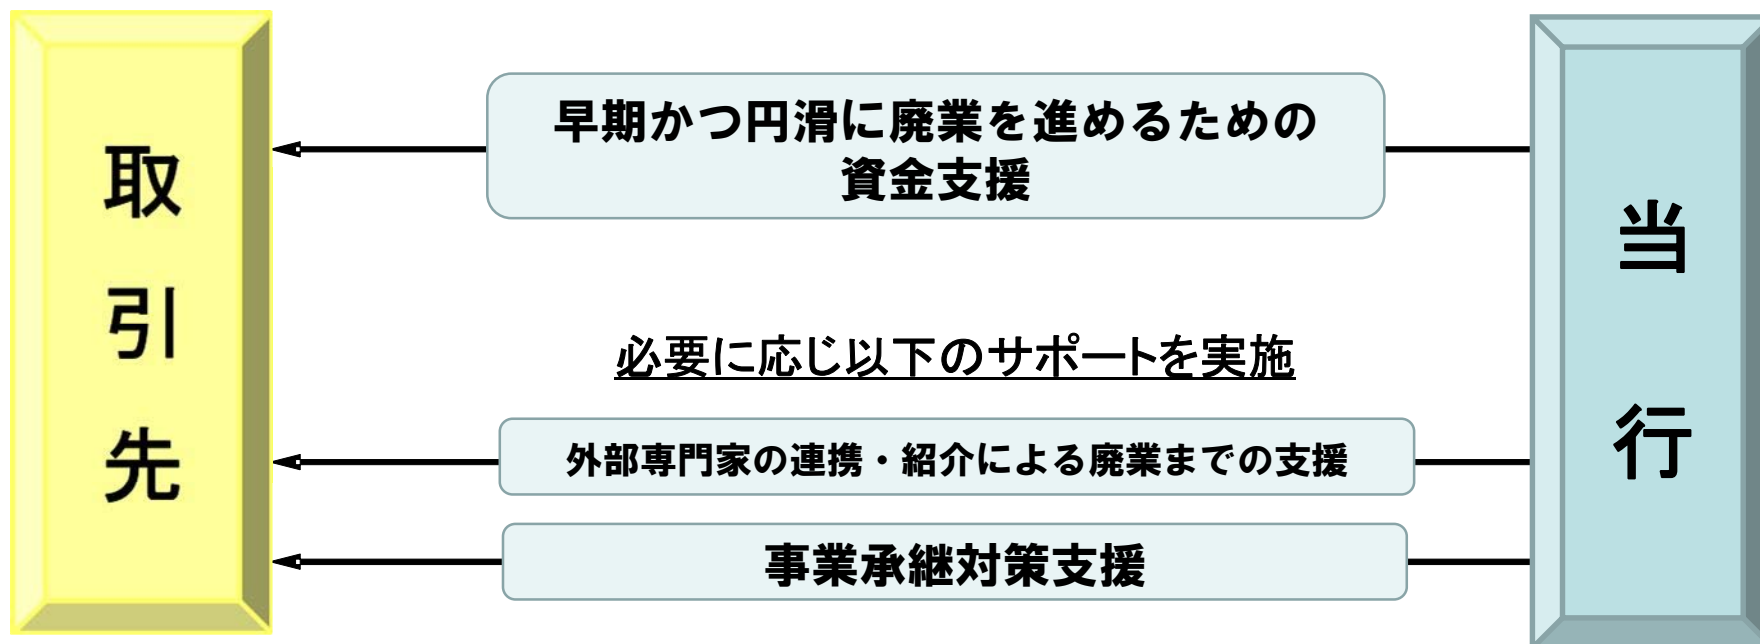 取引先
早期かつ円滑に廃業を進めるための
資金支援
当行
必要に応じ以下のサポートを実施
外部専門家の連携・紹介による廃業までの支援
事業承継対策支援